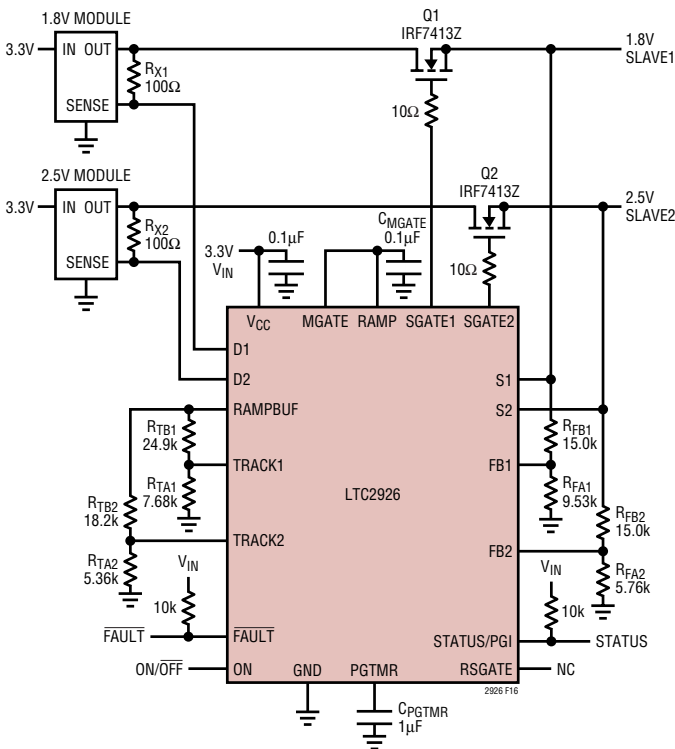 Q1
IRF7413Z
1.8V MODULE
3.3V
IN OUT
SENSE
RX1
100Ω
10Ω
1.8V
SLAVE1
2.5V MODULE
3.3V
IN OUT
SENSE
RX2
100Ω
Q2
IRF7413Z
10Ω
2.5V
SLAVE2
3.3V
VIN
0.1µF
CMGATE
0.1µF
VCC
MGATE
RAMP
SGATE1
SGATE2
D1
D2
RAMPBUF
TRACK1
TRACK2
FAULT
ON
GND
PGTMR
LTC2926
S1
S2
FB1
FB2
STATUS/PGI
RSGATE
RTB1
24.9k
RTA1
7.68k
RTB2
18.2k
RTA2
5.36k
VIN
10k
FAULT
ON/OFF
RFB1
15.0k
RFA1
9.53k
RFB2
15.0k
RFA2
5.76k
VIN
10k
STATUS
NC
2926 F16
CPGTMR
1µF